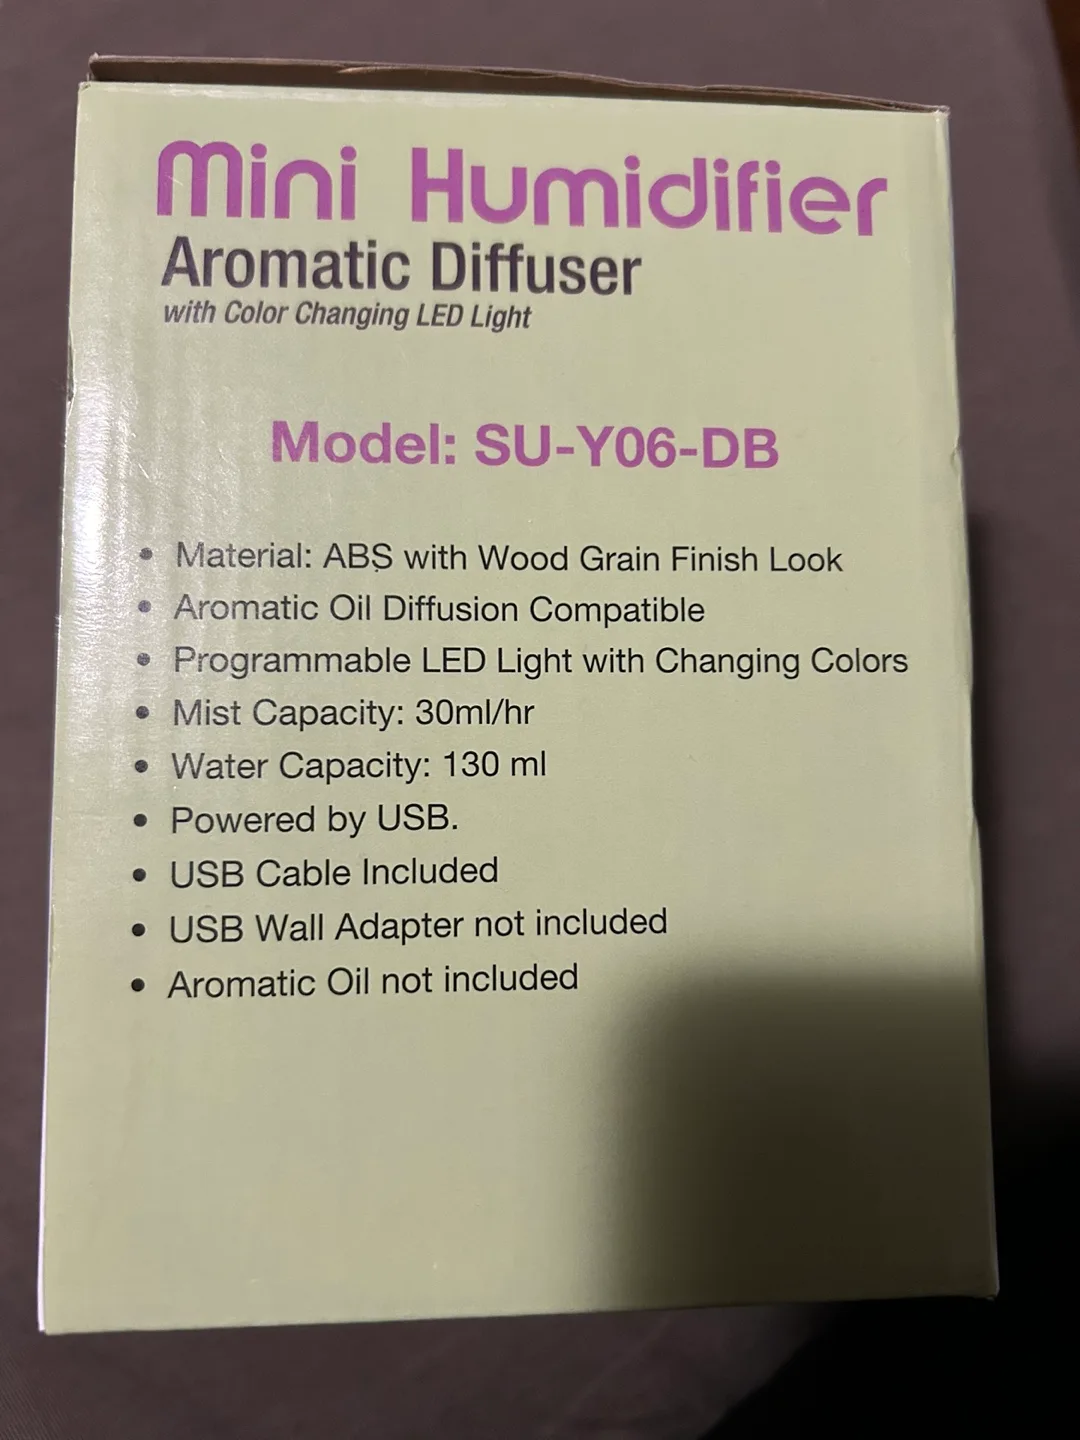 Mini Humidifier
Aromatic Diffuser
with Color Changing LED Light
Model: SU-Y06-DB
• Material: ABS with Wood Grain Finish Look
• Aromatic Oil Diffusion Compatible
• Programmable LED Light with Changing Colors
• Mist Capacity: 30ml/hr
• Water Capacity: 130 ml
• Powered by USB.
• USB Cable Included
• USB Wall Adapter not included
• Aromatic Oil not included